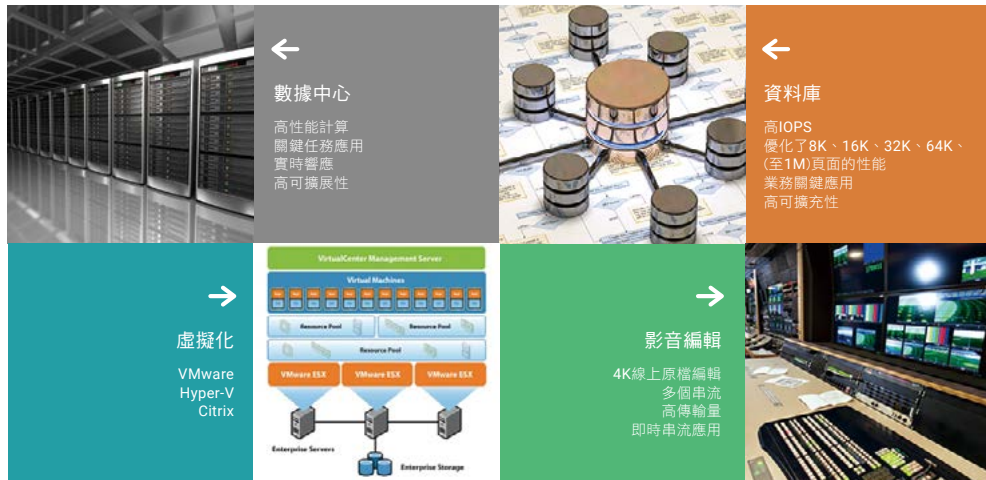 數據中心
高性能計算
關鍵任務應用
實時響應
高可擴展性
資料庫
高IOPS
優化了8K、16K、32K、64K、
(至1M)頁面的性能
業務關鍵應用
高可擴充性
虛擬化
VMware
Hyper-V
Citrix
VirtualCenter Management Server
Virtual Machines
Resource Pool Resource Pool
Resource Pool
VMware ESX VMware ESX VMware ESX
Enterprise Servers
Enterprise Storage
影音編輯
4K線上原檔編輯
多個串流
高傳輸量
即時串流應用